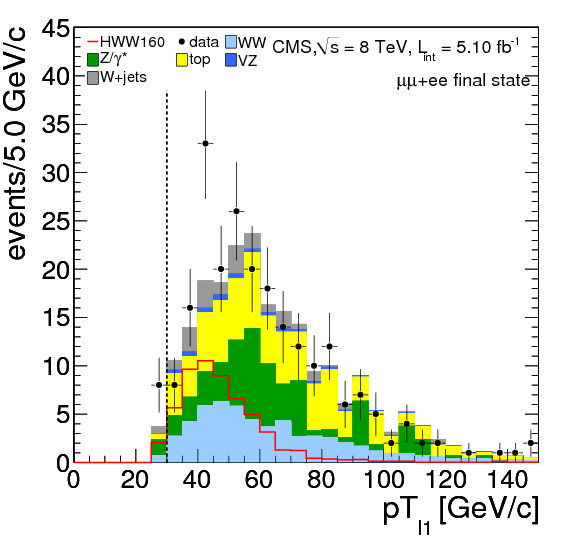 HWW160 data WW CMS,√s = 8 TeV, L_int = 5.10 fb⁻¹
Z/γ* top VZ
W+jets μμ+ee final state
events/5.0 GeV/c
45
40
35
30
25
20
15
10
5
0
0 20 40 60 80 100 120 140
pT_l1 [GeV/c]